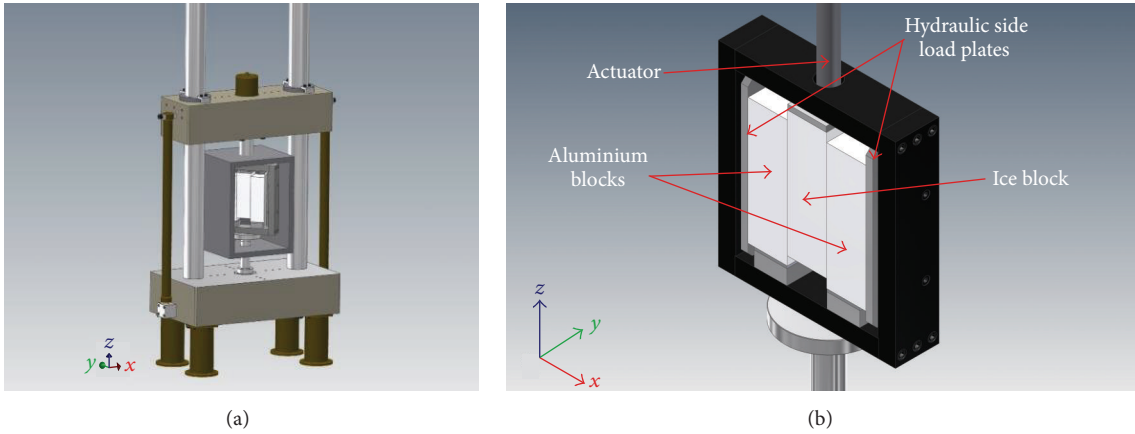 y
z
x
(a)
Hydraulic side
load plates
Actuator
Aluminium
blocks
Ice block
z
y
x
(b)